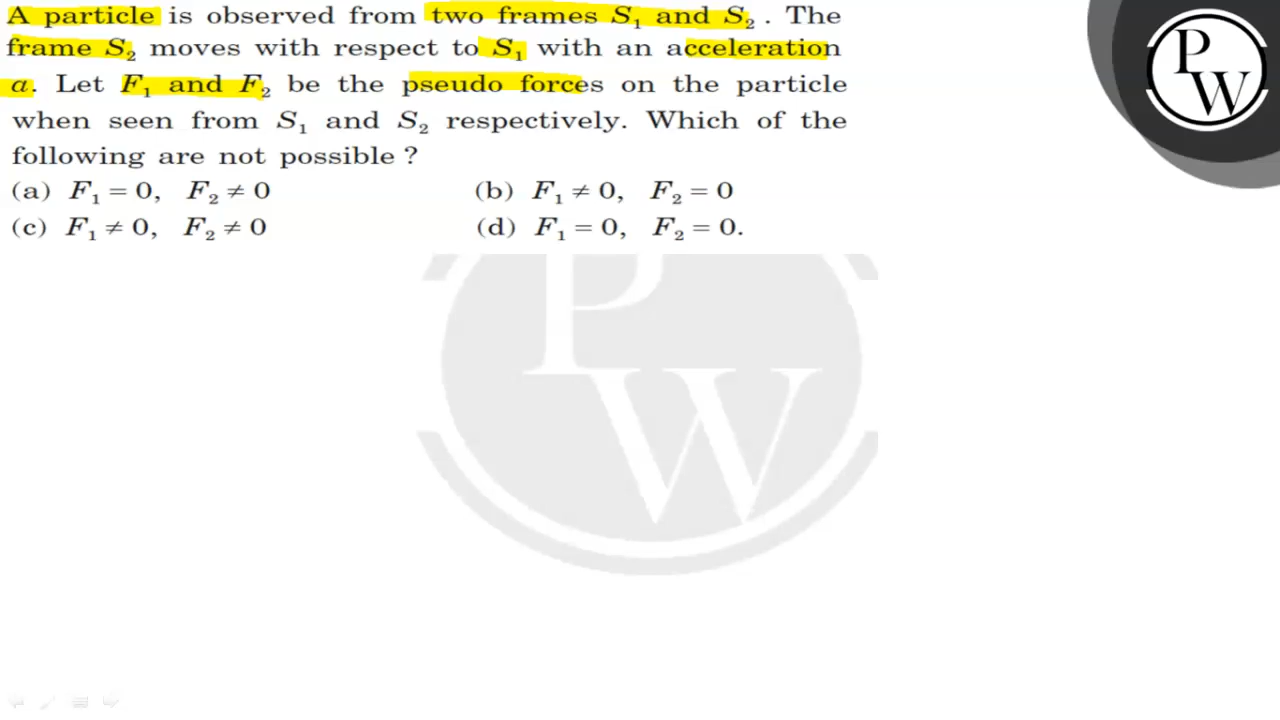 A particle is observed from two frames S₁ and S₂. The
frame S₂ moves with respect to S₁ with an acceleration
a. Let F₁ and F₂ be the pseudo forces on the particle
when seen from S₁ and S₂ respectively. Which of the
following are not possible ?
(a) F₁ = 0, F₂ ≠ 0 (b) F₁ ≠ 0, F₂ = 0
(c) F₁ ≠ 0, F₂ ≠ 0 (d) F₁ = 0, F₂ = 0.
P
W
P
W